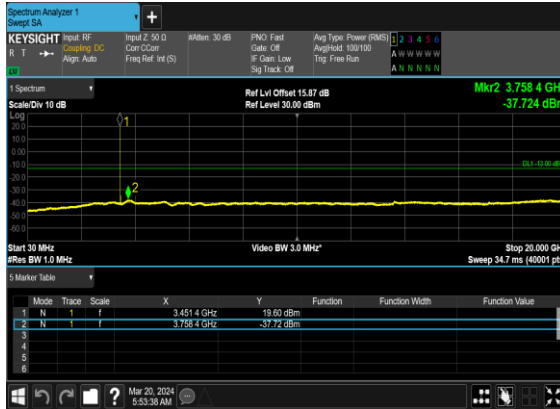 Spectrum Analyzer 1
Swept SA
+
KEYSIGHT
R T
LU
Input: RF
Coupling: DC
Align: Auto
Input Z: 50 Ω
Corr CCorr
Freq Ref: Int (S)
#Atten: 30 dB
PNO: Fast
Gate: Off
IF Gain: Low
Sig Track: Off
Avg Type: Power (RMS)
Avg|Hold: 100/100
Trig: Free Run
1 2 3 4 5 6
A W W W W W
A N N N N N
1 Spectrum
Scale/Div 10 dB
Ref Lvl Offset 15.87 dB
Ref Level 30.00 dBm
Mkr2 3.758 4 GHz
-37.724 dBm
Log
20.0
10.0
0.00
-10.0
-20.0
-30.0
-40.0
-50.0
-60.0
1
2
DL1 -13.00 dB
Start 30 MHz
#Res BW 1.0 MHz
Video BW 3.0 MHz*
Stop 20.000 GH
Sweep 34.7 ms (40001 pt
5 Marker Table
Mode Trace Scale X Y Function Function Width Function Value
1 N 1 f 3.451 4 GHz 19.60 dBm
2 N 1 f 3.758 4 GHz -37.72 dBm
3
4
5
6
?
Mar 20, 2024
5:53:38 AM